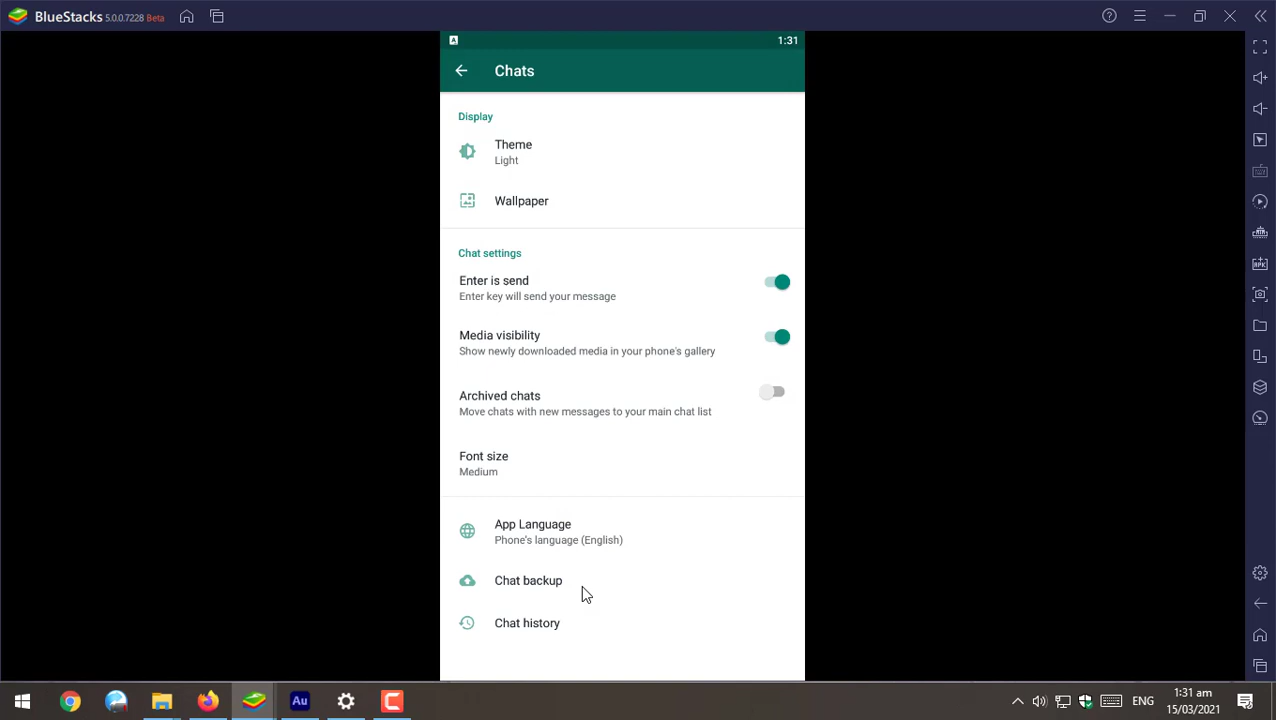 BlueStacks 5.0.0.7228 Beta
1:31
Chats
Display
Theme
Light
Wallpaper
Chat settings
Enter is send
Enter key will send your message
Media visibility
Show newly downloaded media in your phone's gallery
Archived chats
Move chats with new messages to your main chat list
Font size
Medium
App Language
Phone's language (English)
Chat backup
Chat history
Au
ENG
1:31 am
15/03/2021